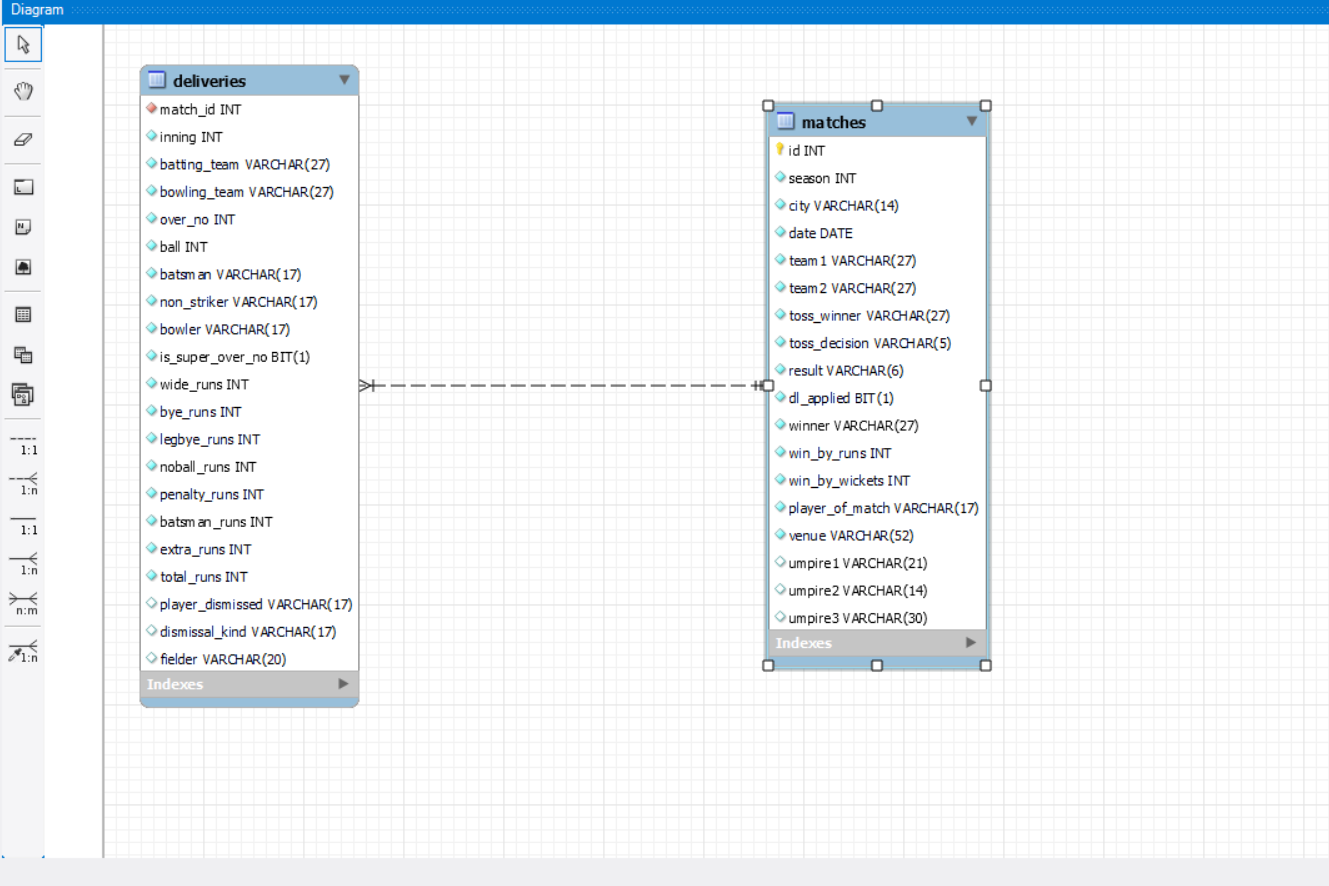 Diagram
deliveries
match_id INT
inning INT
batting_team VARCHAR(27)
bowling_team VARCHAR(27)
over_no INT
ball INT
batsman VARCHAR(17)
non_striker VARCHAR(17)
bowler VARCHAR(17)
is_super_over_no BIT(1)
wide_runs INT
bye_runs INT
legbye_runs INT
noball_runs INT
penalty_runs INT
batsman_runs INT
extra_runs INT
total_runs INT
player_dismissed VARCHAR(17)
dismissal_kind VARCHAR(17)
fielder VARCHAR(20)
Indexes
matches
id INT
season INT
city VARCHAR(14)
date DATE
team1 VARCHAR(27)
team2 VARCHAR(27)
toss_winner VARCHAR(27)
toss_decision VARCHAR(5)
result VARCHAR(6)
dl_applied BIT(1)
winner VARCHAR(27)
win_by_runs INT
win_by_wickets INT
player_of_match VARCHAR(17)
venue VARCHAR(52)
umpire1 VARCHAR(21)
umpire2 VARCHAR(14)
umpire3 VARCHAR(30)
Indexes
1:1
1:n
1:1
1:n
n:m
1:n